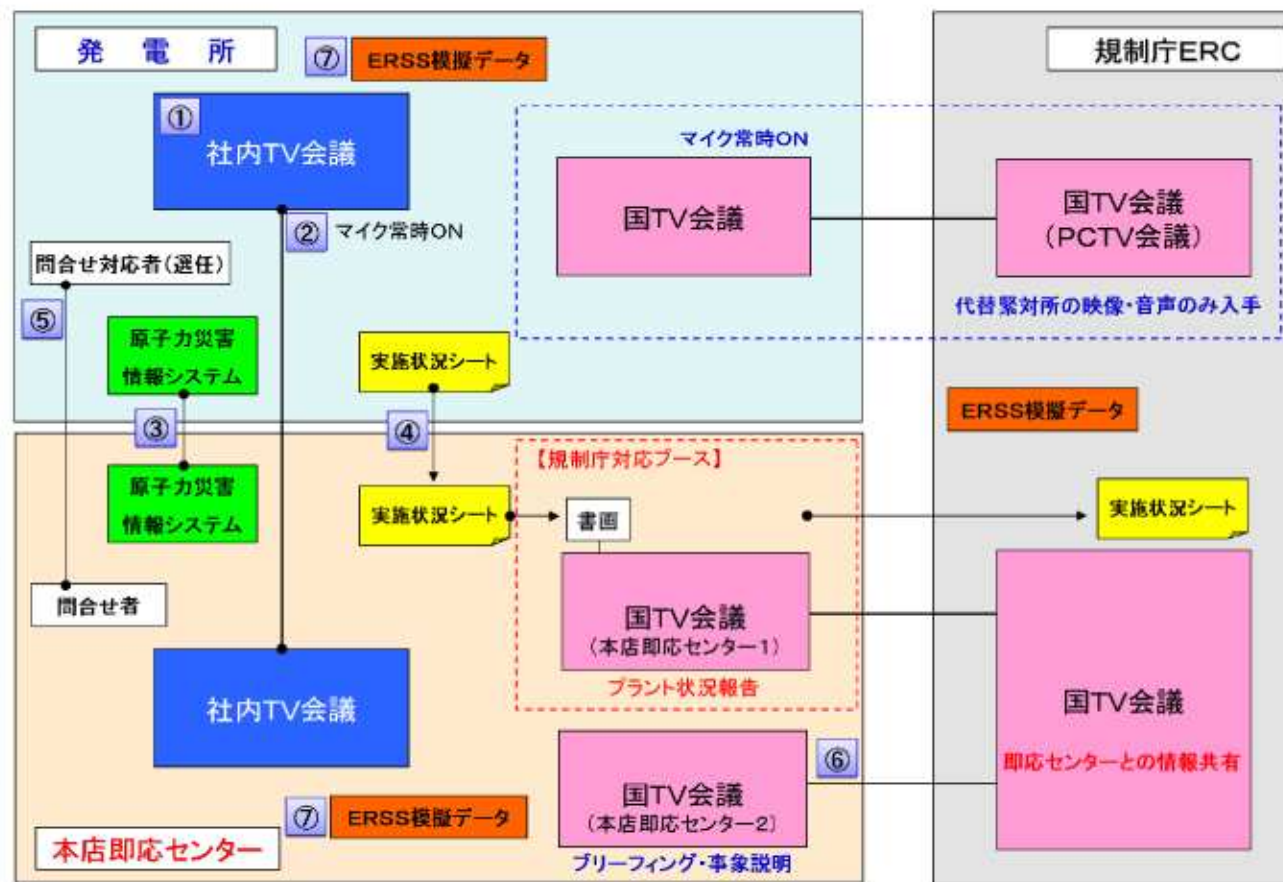 発 電 所
⑦
ERSS模擬データ
規制庁ERC
①
社内TV会議
マイク常時ON
国TV会議
国TV会議
(PCTV会議)
② マイク常時ON
問合せ対応者(選任)
代替緊対所の映像・音声のみ入手
⑤
原子力災害
情報システム
実施状況シート
ERSS模擬データ
③
④
【規制庁対応ブース】
原子力災害
情報システム
実施状況シート
書画
実施状況シート
問合せ者
国TV会議
(本店即応センター1)
プラント状況報告
社内TV会議
国TV会議
即応センターとの情報共有
⑥
国TV会議
(本店即応センター2)
⑦
ERSS模擬データ
本店即応センター
ブリーフィング・事象説明